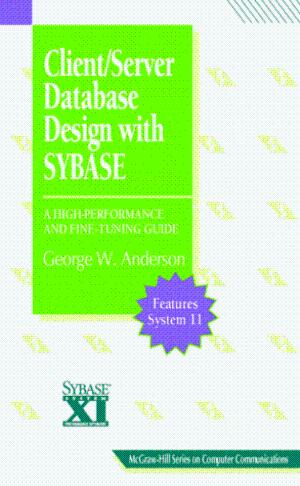 Client/Server
Database
Design with
SYBASE
A HIGH-PERFORMANCE
AND FINE-TUNING GUIDE
George W. Anderson
Features
System 11
SYBASE®
SYSTEM
XI
McGraw-Hill Series on Computer Communications